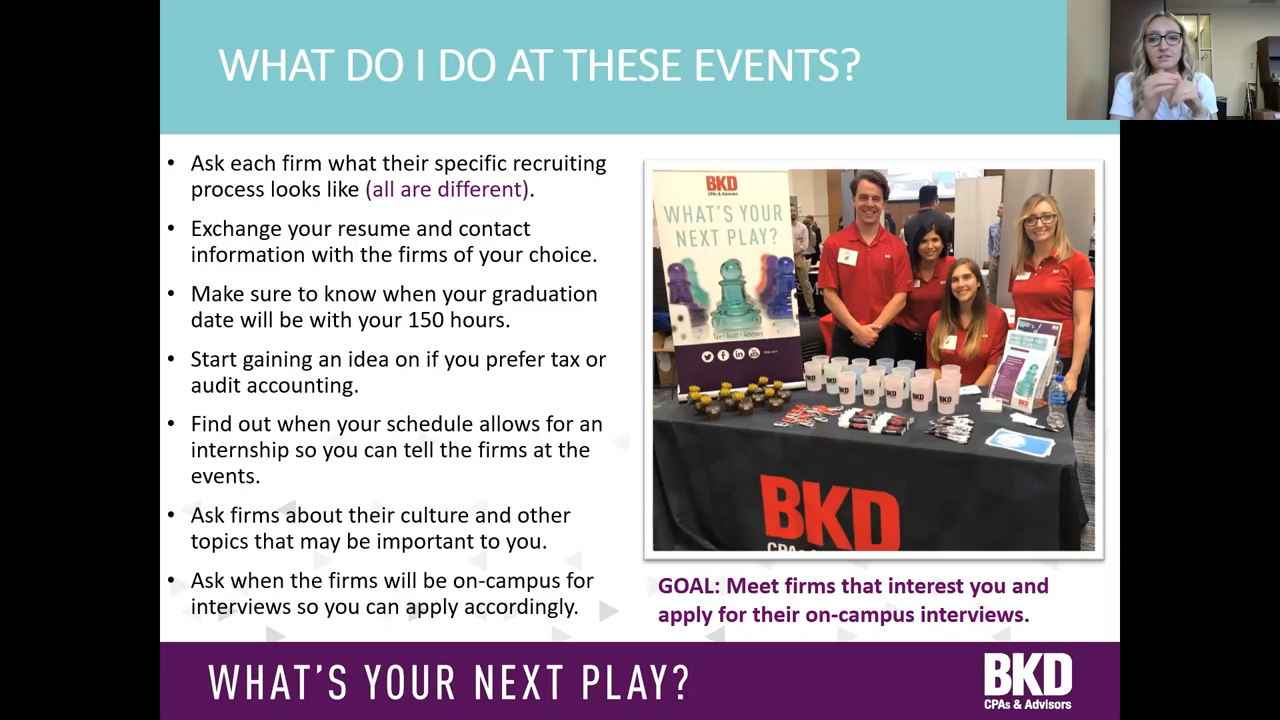 WHAT DO I DO AT THESE EVENTS?
• Ask each firm what their specific recruiting
process looks like (all are different).
• Exchange your resume and contact
information with the firms of your choice.
• Make sure to know when your graduation
date will be with your 150 hours.
• Start gaining an idea on if you prefer tax or
audit accounting.
• Find out when your schedule allows for an
internship so you can tell the firms at the
events.
• Ask firms about their culture and other
topics that may be important to you.
• Ask when the firms will be on-campus for
interviews so you can apply accordingly.
BKD
CPAs & Advisors
WHAT'S YOUR
NEXT PLAY?
BKD
CPAs & Advisors
GOAL: Meet firms that interest you and
apply for their on-campus interviews.
WHAT'S YOUR NEXT PLAY?
BKD
CPAs & Advisors